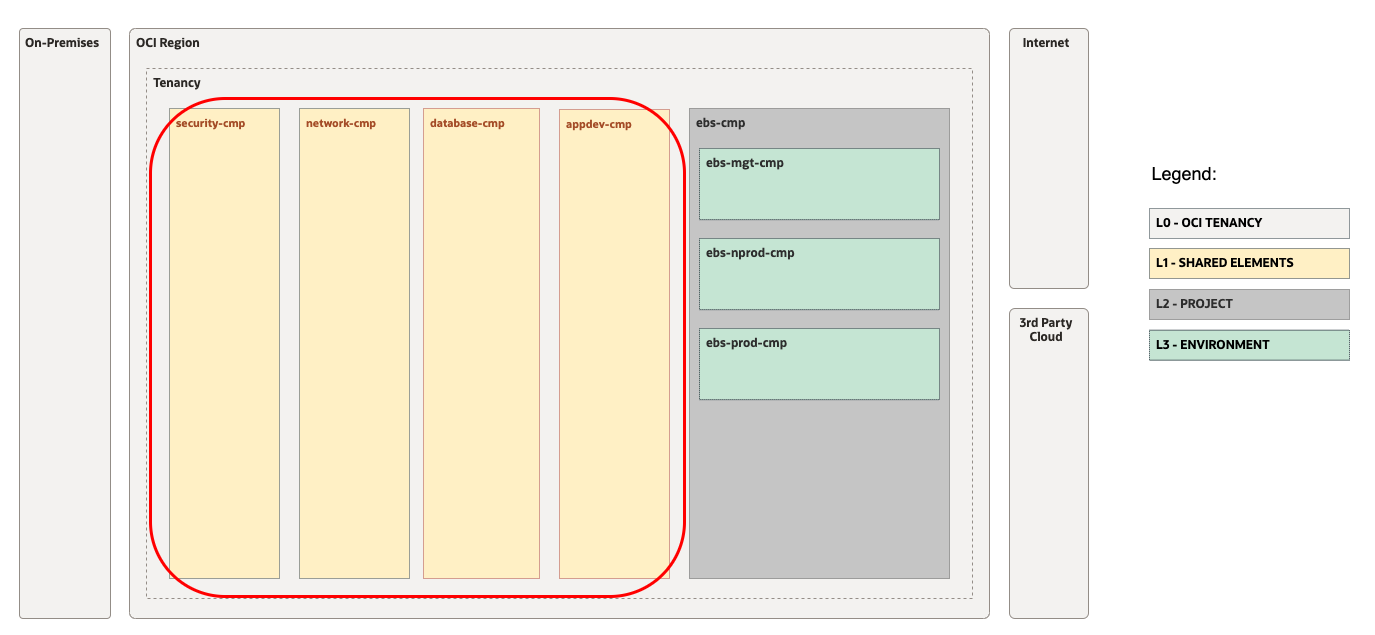 On-Premises
OCI Region
Tenancy
security-cmp
network-cmp
database-cmp
appdev-cmp
ebs-cmp
ebs-mgt-cmp
ebs-nprod-cmp
ebs-prod-cmp
Internet
3rd Party
Cloud
Legend:
L0 - OCI TENANCY
L1 - SHARED ELEMENTS
L2 - PROJECT
L3 - ENVIRONMENT